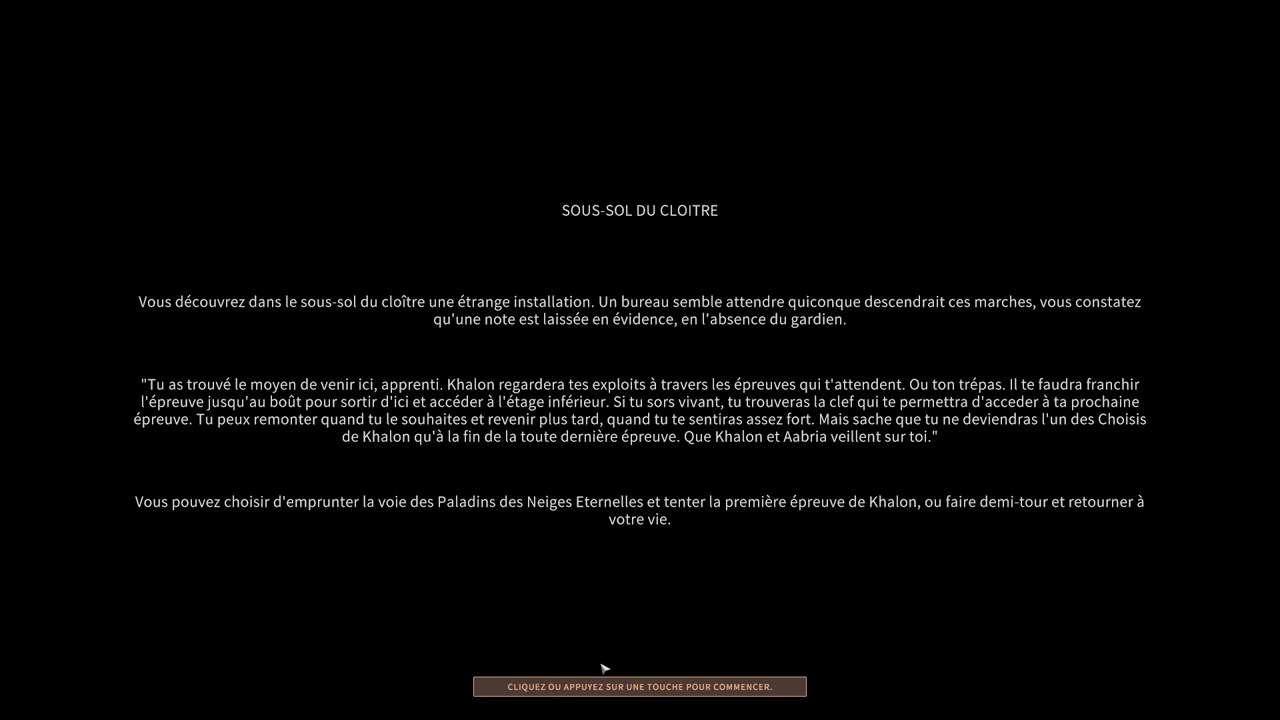 SOUS-SOL DU CLOITRE
Vous découvrez dans le sous-sol du cloître une étrange installation. Un bureau semble attendre quiconque descendrait ces marches, vous constatez
qu'une note est laissée en évidence, en l'absence du gardien.
"Tu as trouvé le moyen de venir ici, apprenti. Khalon regardera tes exploits à travers les épreuves qui t'attendent. Ou ton trépas. Il te faudra franchir
l'épreuve jusqu'au boût pour sortir d'ici et accéder à l'étage inférieur. Si tu sors vivant, tu trouveras la clef qui te permettra d'acceder à ta prochaine
épreuve. Tu peux remonter quand tu le souhaites et revenir plus tard, quand tu te sentiras assez fort. Mais sache que tu ne deviendras l'un des Choisis
de Khalon qu'à la fin de la toute dernière épreuve. Que Khalon et Aabria veillent sur toi."
Vous pouvez choisir d'emprunter la voie des Paladins des Neiges Eternelles et tenter la première épreuve de Khalon, ou faire demi-tour et retourner à
votre vie.
CLIQUEZ OU APPUYEZ SUR UNE TOUCHE POUR COMMENCER.